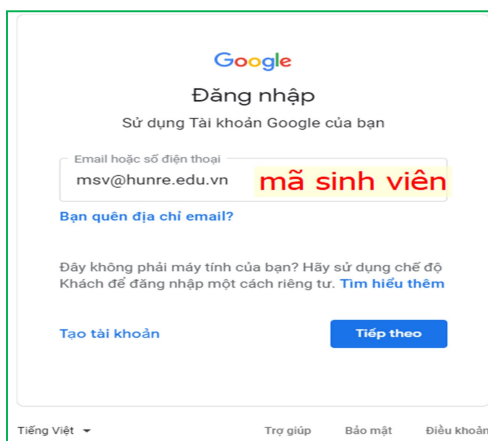 Google
Đăng nhập
Sử dụng Tài khoản Google của bạn
Email hoặc số điện thoại
msv@hunre.edu.vn mã sinh viên
Bạn quên địa chỉ email?
Đây không phải máy tính của bạn? Hãy sử dụng chế độ
Khách để đăng nhập một cách riêng tư. Tìm hiểu thêm
Tạo tài khoản Tiếp theo
Tiếng Việt Trợ giúp Bảo mật Điều khoản